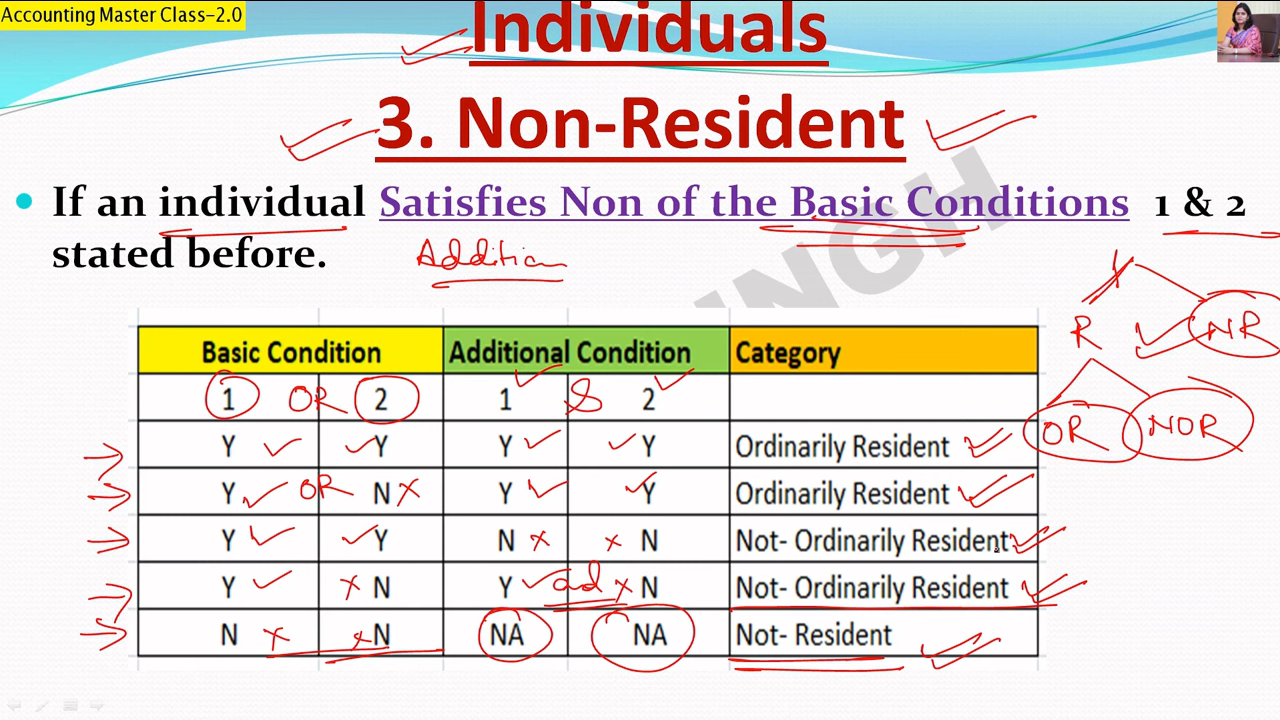 Accounting Master Class-2.0
Individuals
3. Non-Resident
• If an individual Satisfies Non of the Basic Conditions 1 & 2
stated before.
Addition
INGH
R NR
OR NOR
Basic Condition Additional Condition Category
1 OR 2 1 & 2
Y Y Y Y Ordinarily Resident
Y OR N Y Y Ordinarily Resident
Y Y N N Not- Ordinarily Resident
Y N Y and N Not- Ordinarily Resident
N N NA NA Not- Resident